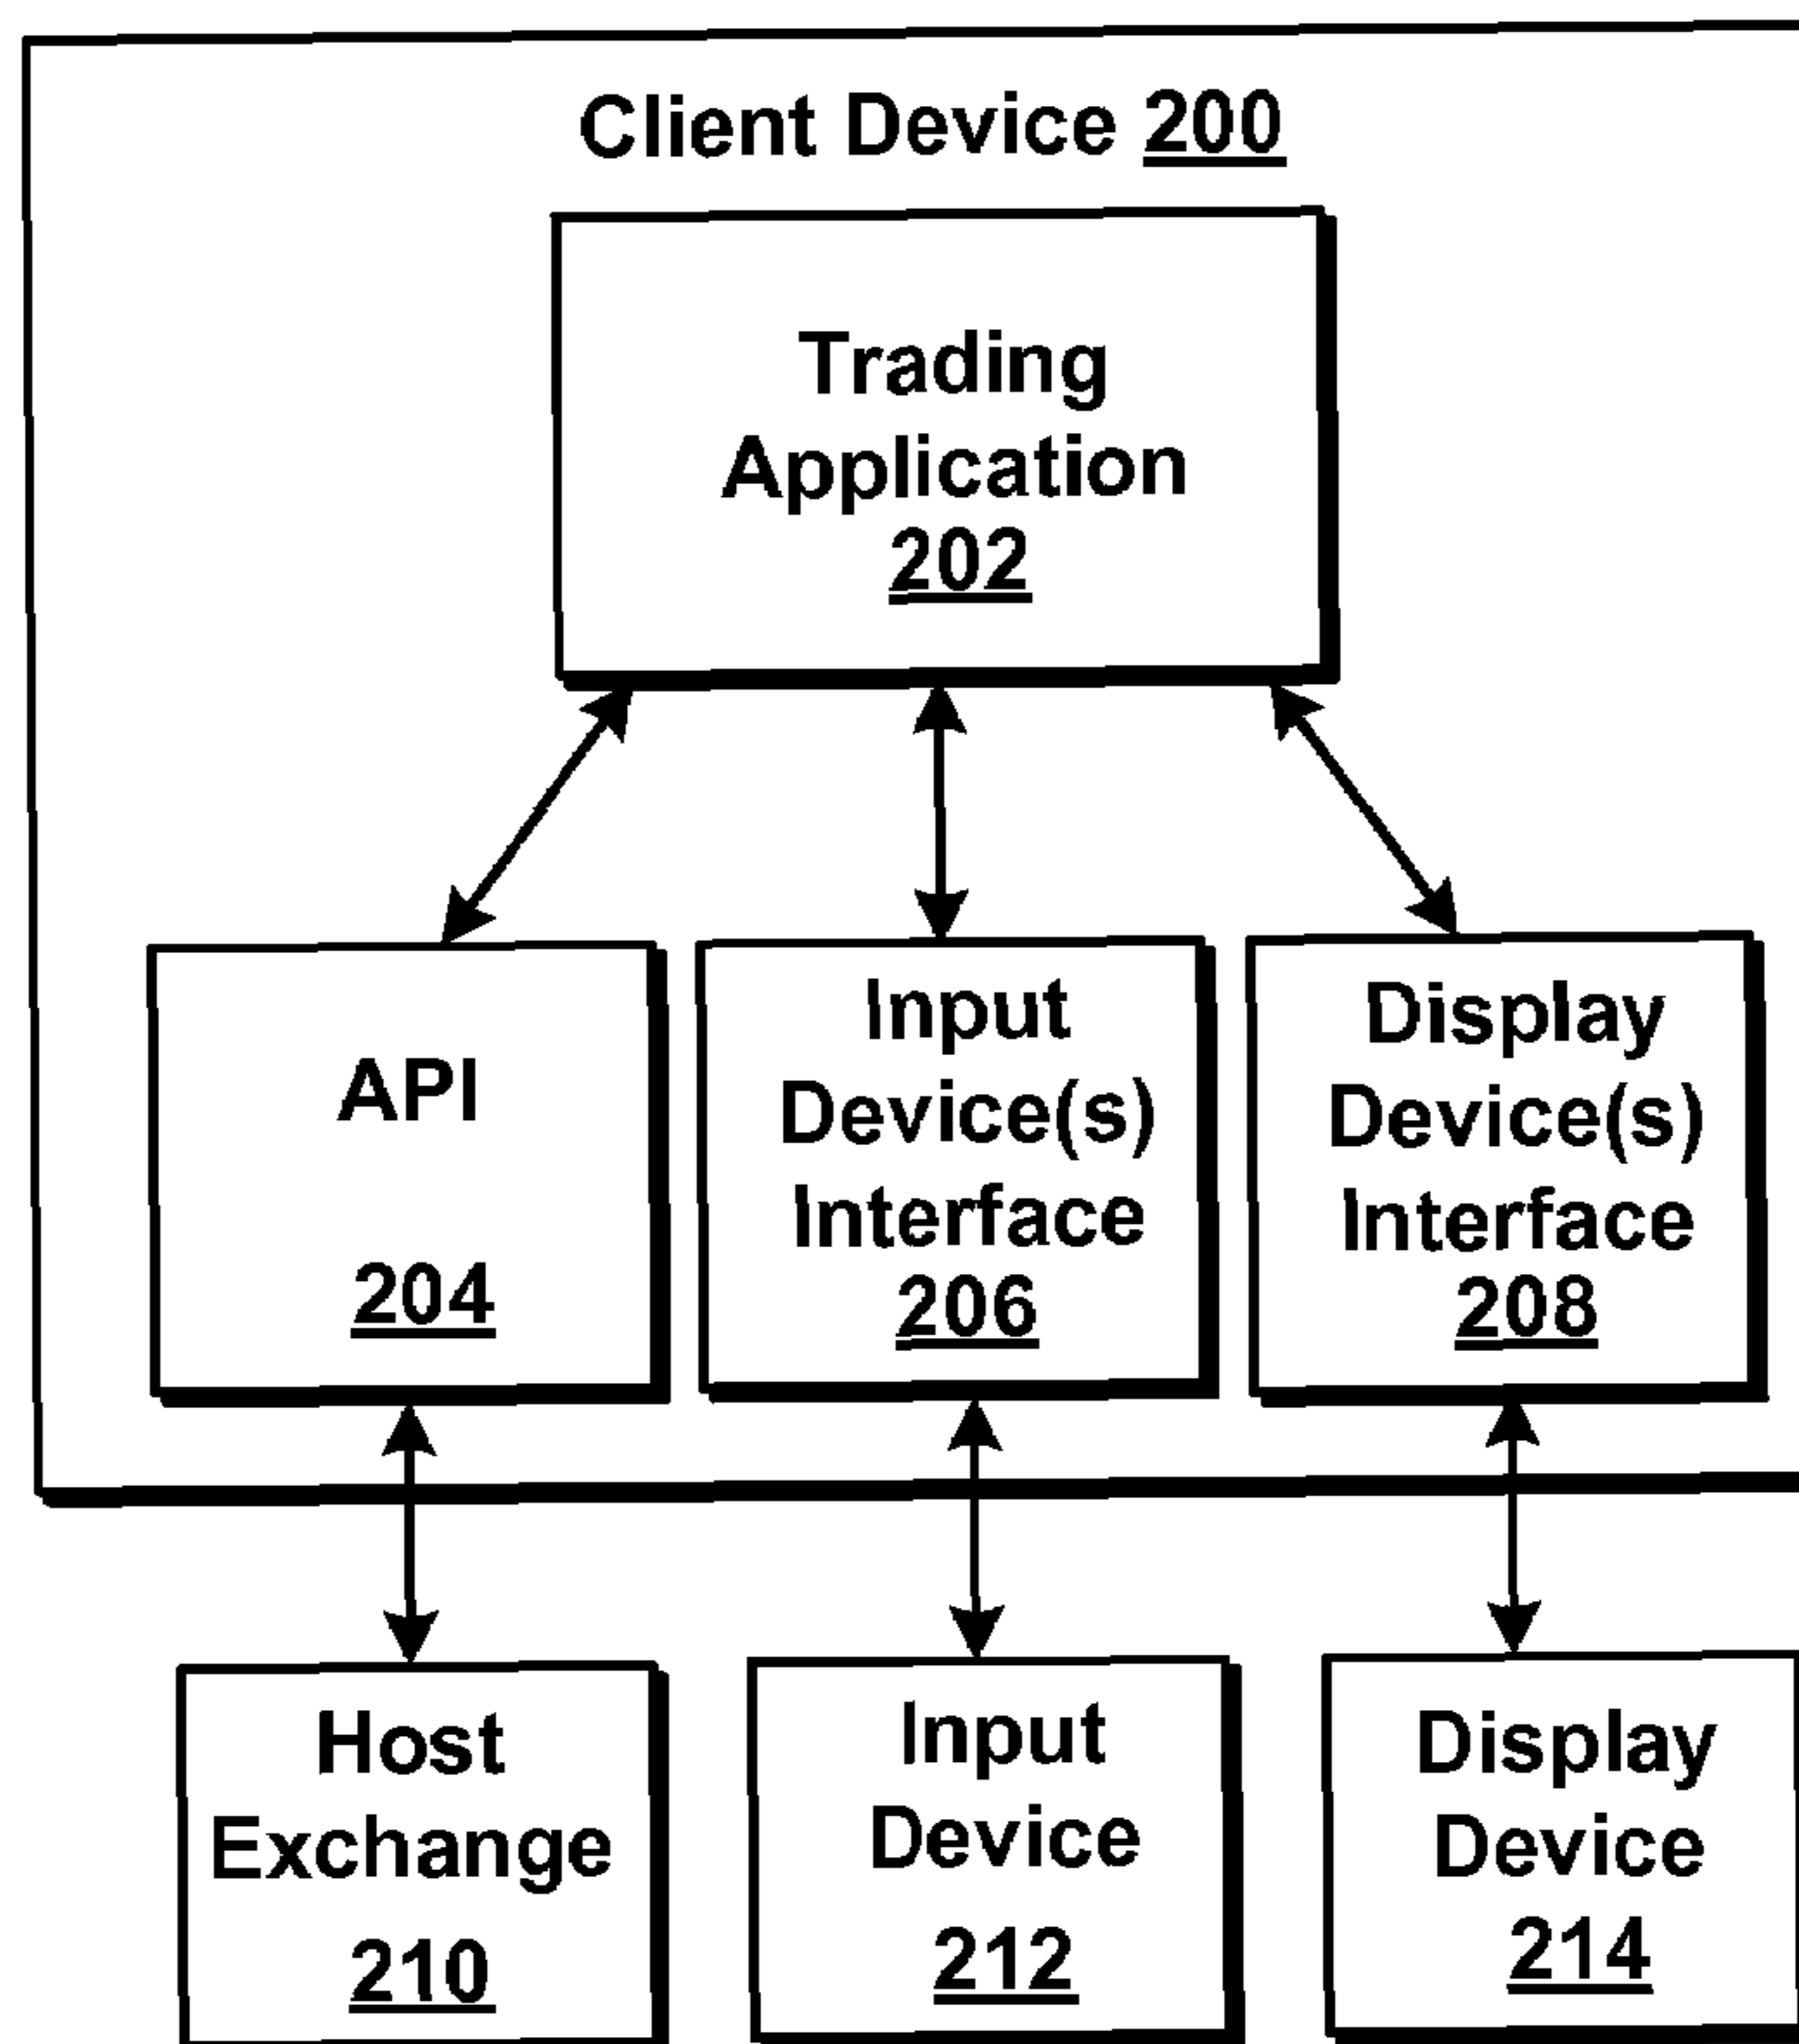 Client Device 200
Trading
Application
202
API
204
Input
Device(s)
Interface
206
Display
Device(s)
Interface
208
Host
Exchange
210
Input
Device
212
Display
Device
214